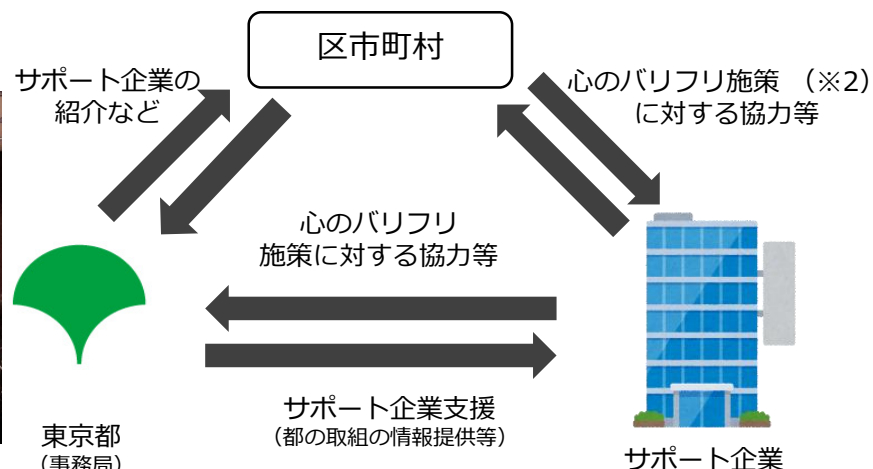 区市町村
サポート企業の
紹介など
心のバリフリ施策 （※2）
に対する協力等
心のバリフリ
施策に対する協力等
サポート企業支援
（都の取組の情報提供等）
東京都
（事務局）
サポート企業